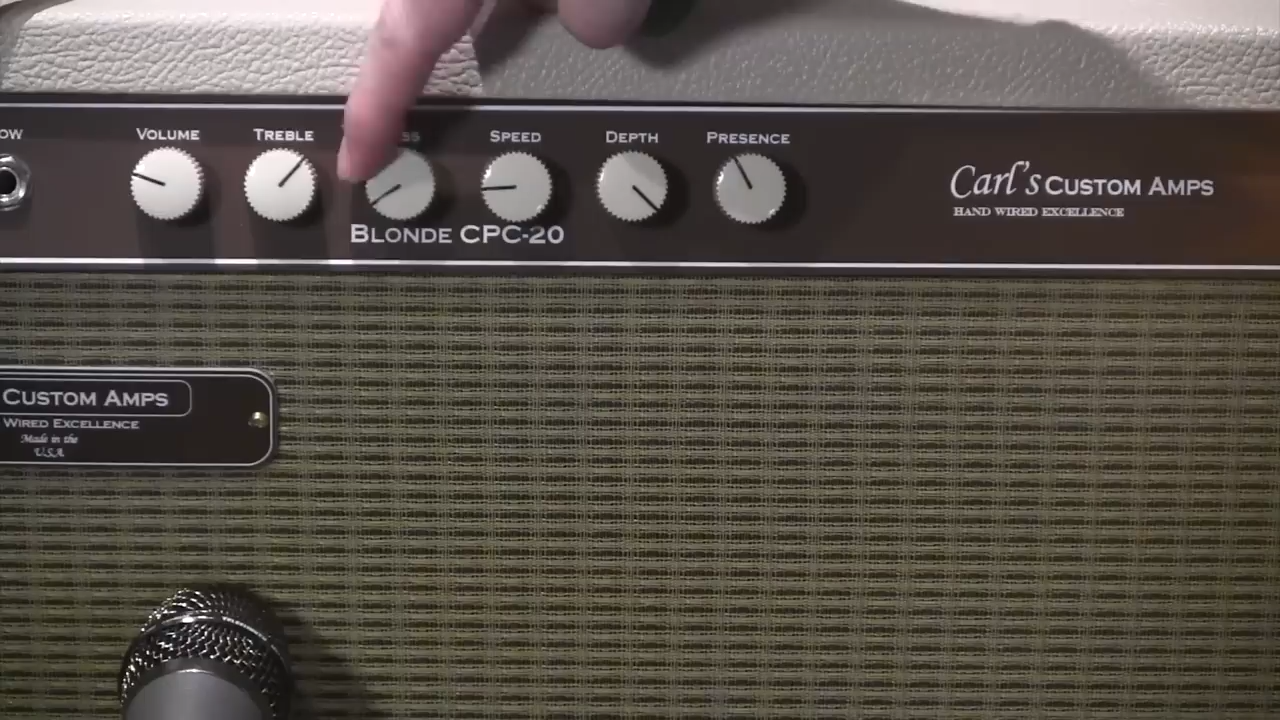 VOLUME TREBLE SPEED DEPTH PRESENCE
Carl's CUSTOM AMPS
HAND WIRED EXCELLENCE
BLONDE CPC-20
CUSTOM AMPS
WIRED EXCELLENCE
Made in the
U.S.A.